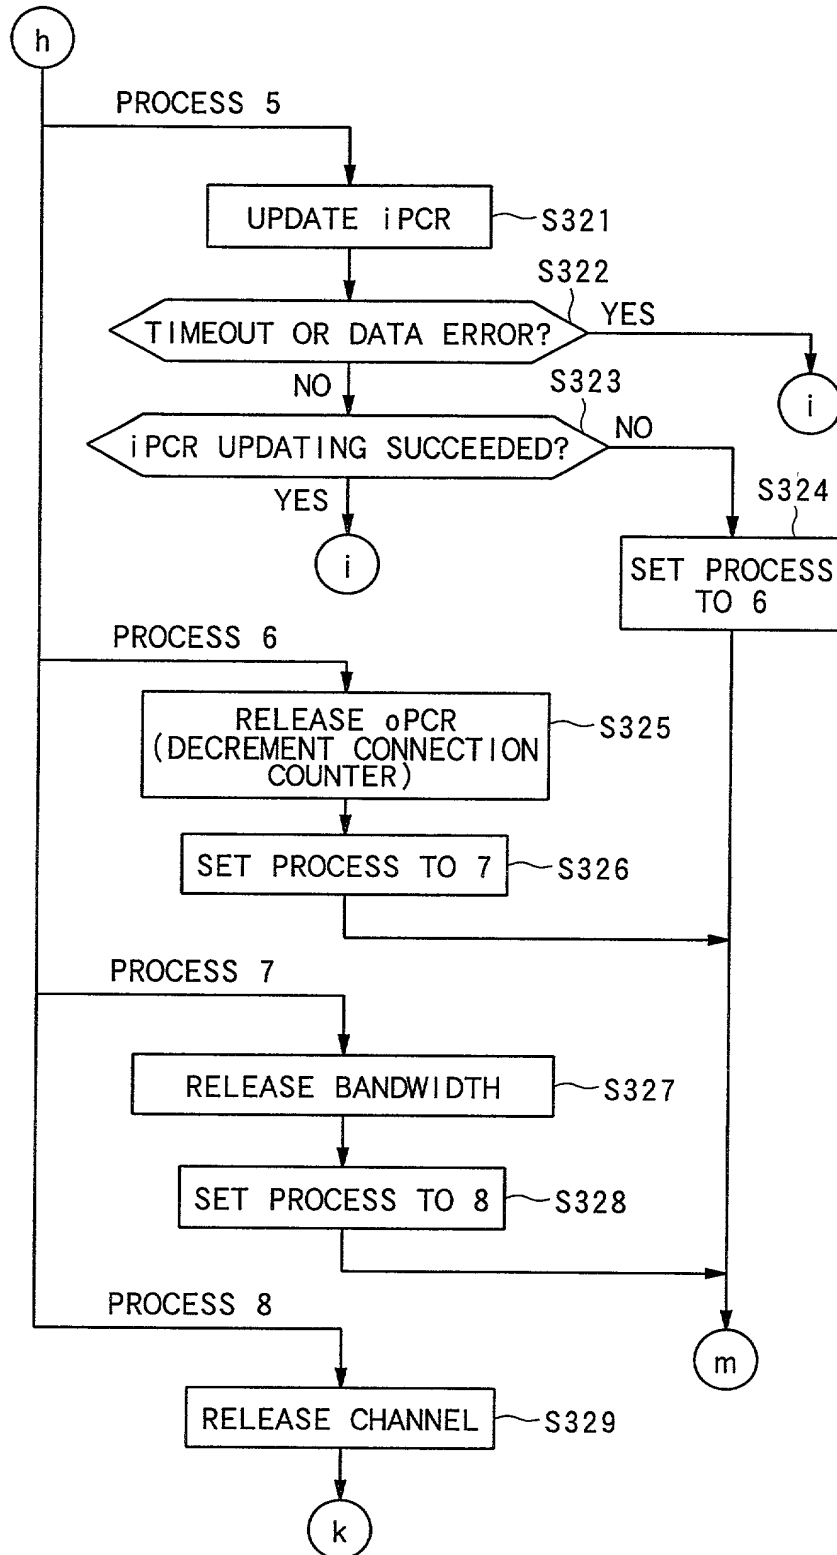 h
PROCESS 5
UPDATE iPCR
S321
S322
TIMEOUT OR DATA ERROR?
YES
i
NO
S323
iPCR UPDATING SUCCEEDED?
NO
YES
i
S324
SET PROCESS
TO 6
PROCESS 6
RELEASE oPCR
(DECREMENT CONNECTION
COUNTER)
S325
SET PROCESS TO 7
S326
PROCESS 7
RELEASE BANDWIDTH
S327
SET PROCESS TO 8
S328
PROCESS 8
m
RELEASE CHANNEL
S329
k